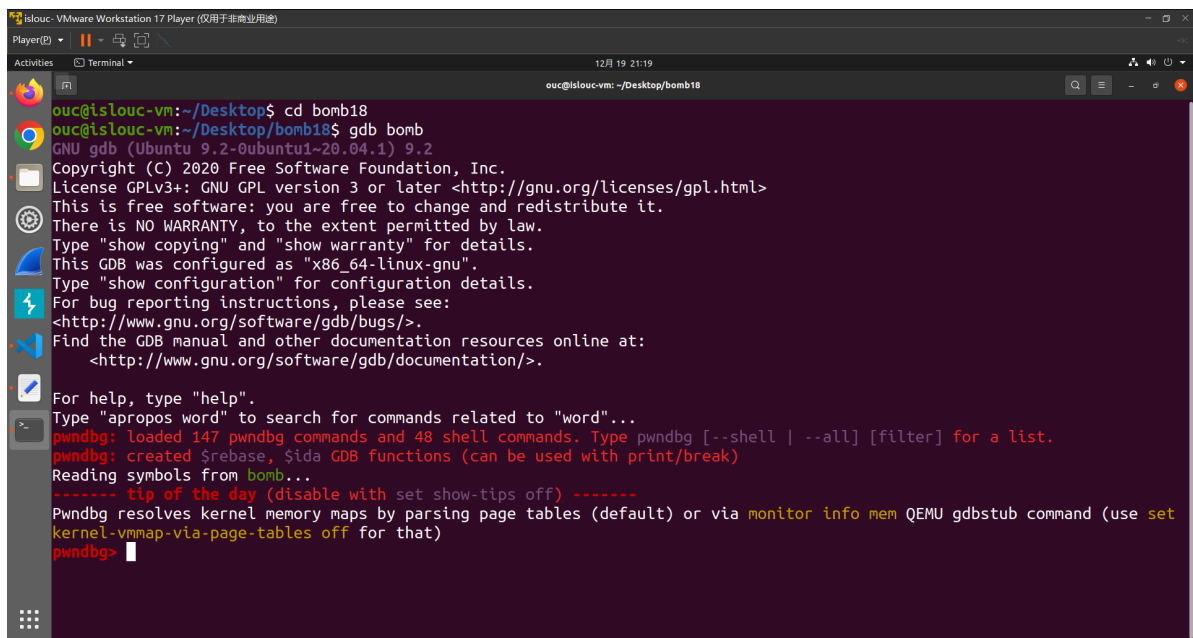 islouc- VMware Workstation 17 Player (仅用于非商业用途)
Player(P)
Activities Terminal 12月 19 21:19
ouc@islouc-vm: ~/Desktop/bomb18
ouc@islouc-vm:~/Desktop$ cd bomb18
ouc@islouc-vm:~/Desktop/bomb18$ gdb bomb
GNU gdb (Ubuntu 9.2-0ubuntu1~20.04.1) 9.2
Copyright (C) 2020 Free Software Foundation, Inc.
License GPLv3+: GNU GPL version 3 or later <http://gnu.org/licenses/gpl.html>
This is free software: you are free to change and redistribute it.
There is NO WARRANTY, to the extent permitted by law.
Type "show copying" and "show warranty" for details.
This GDB was configured as "x86_64-linux-gnu".
Type "show configuration" for configuration details.
For bug reporting instructions, please see:
<http://www.gnu.org/software/gdb/bugs/>.
Find the GDB manual and other documentation resources online at:
    <http://www.gnu.org/software/gdb/documentation/>.
For help, type "help".
Type "apropos word" to search for commands related to "word"...
pwndbg: loaded 147 pwndbg commands and 48 shell commands. Type pwndbg [--shell | --all] [filter] for a list.
pwndbg: created $rebase, $ida GDB functions (can be used with print/break)
Reading symbols from bomb...
------- tip of the day (disable with set show-tips off) -------
Pwndbg resolves kernel memory maps by parsing page tables (default) or via monitor info mem QEMU gdbstub command (use set
kernel-vmmap-via-page-tables off for that)
pwndbg>